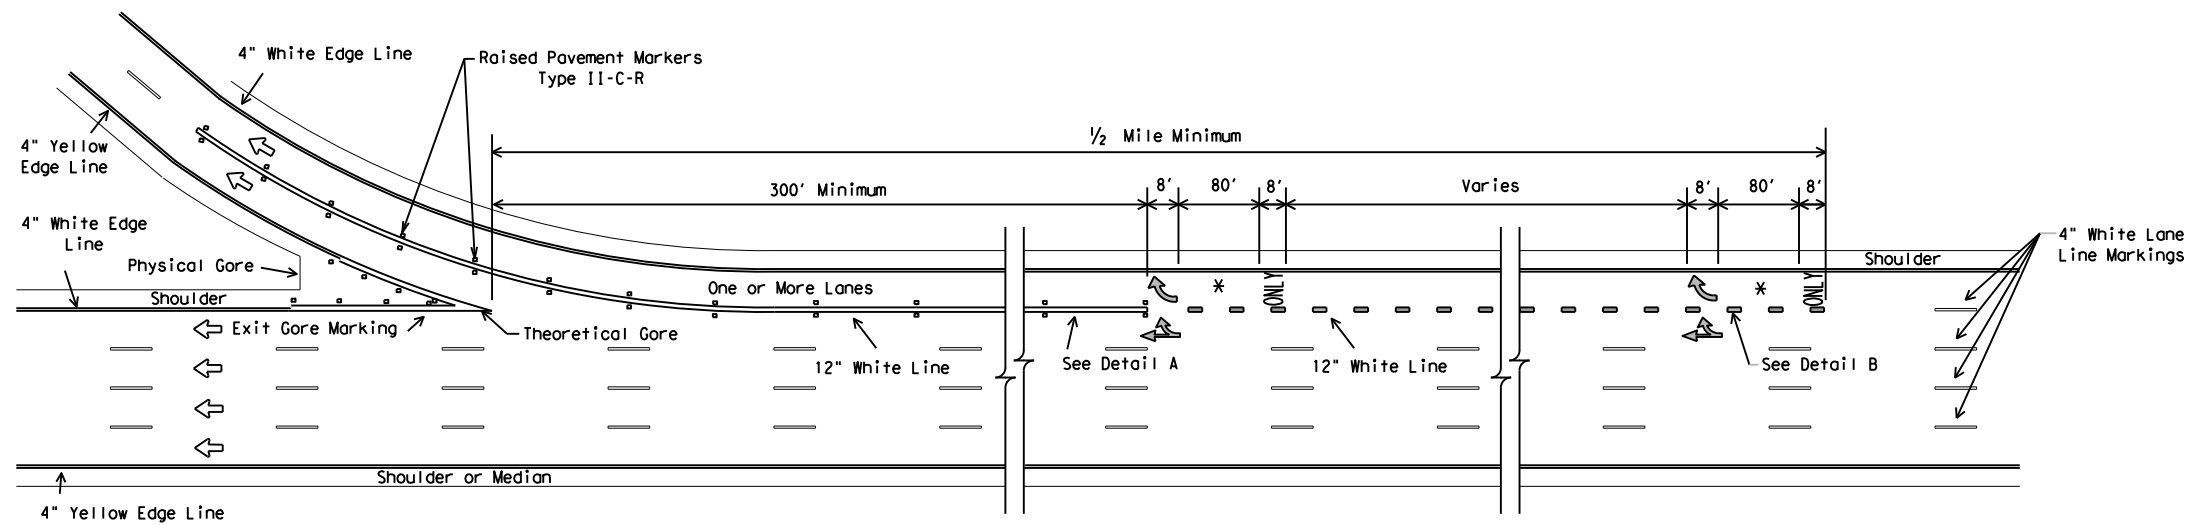 4" White Edge Line
Raised Pavement Markers
Type II-C-R
4" Yellow
Edge Line
½ Mile Minimum
300' Minimum
8'
80'
8'
Varies
8'
80'
8'
4" White Edge
Line
Physical Gore
Shoulder
One or More Lanes
*
ONLY
*
ONLY
Shoulder
4" White Lane
Line Markings
Exit Gore Marking
Theoretical Gore
12" White Line
See Detail A
12" White Line
See Detail B
Shoulder or Median
4" Yellow Edge Line